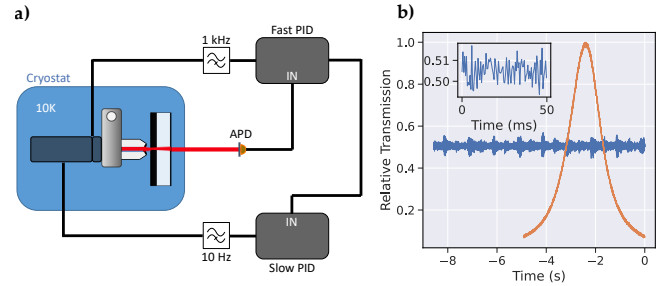 a)
1 kHz
Fast PID
IN
Cryostat
10K
APD
IN
10 Hz
Slow PID
b)
1.0
0.8
0.6
0.4
0.2
Relative Transmission
0.51
0.50
0
50
Time (ms)
−8
−6
−4
−2
0
Time (s)